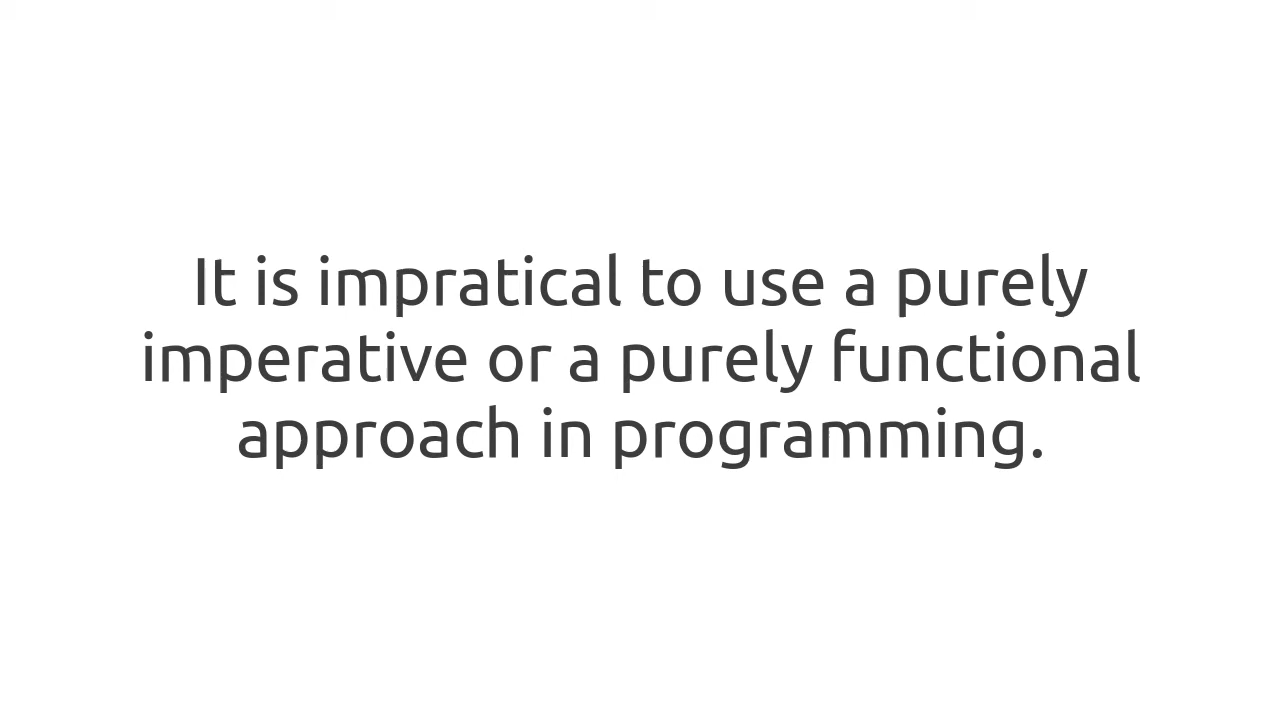 It is impratical to use a purely
imperative or a purely functional
approach in programming.